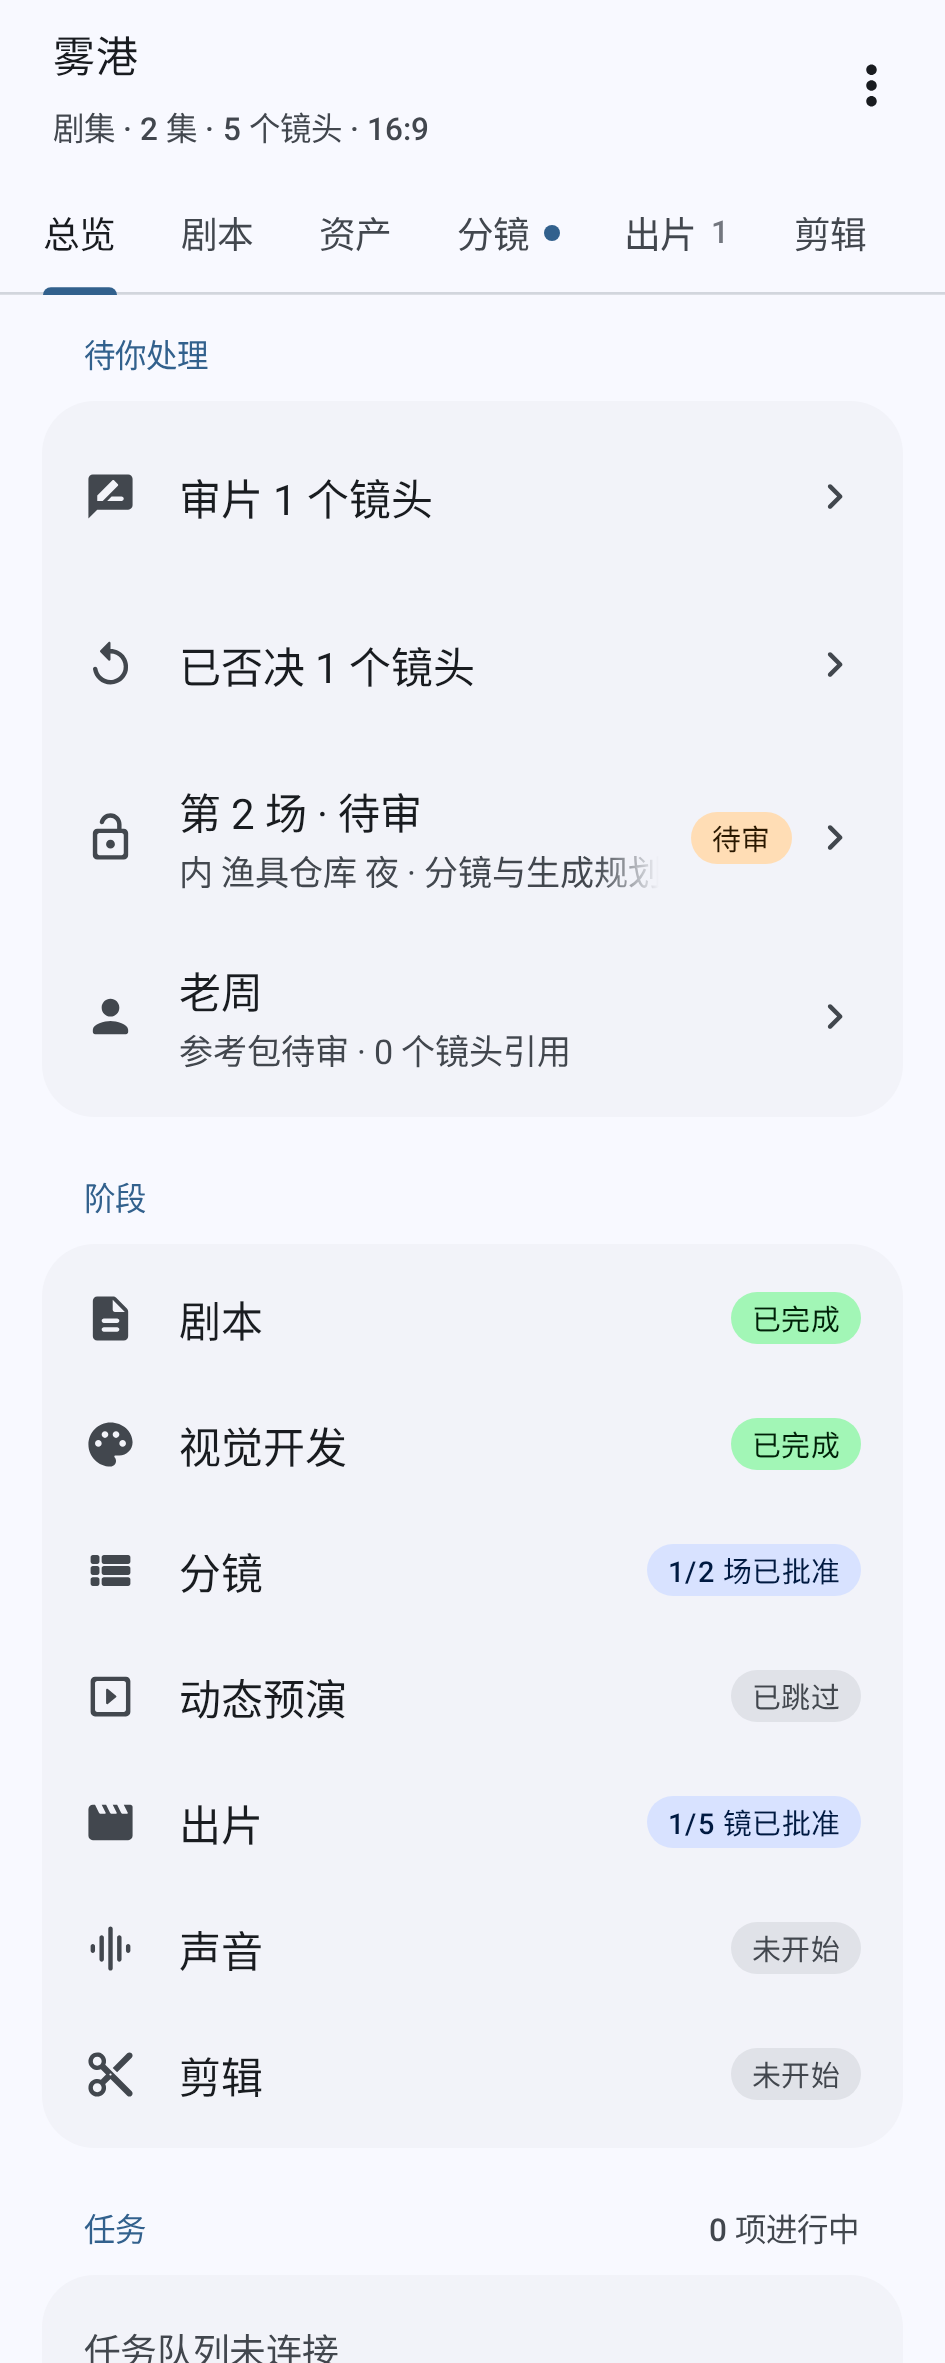 雾港
剧集 · 2 集 · 5 个镜头 · 16:9
总览 剧本 资产 分镜 出片 1 剪辑
待你处理
审片 1 个镜头
已否决 1 个镜头
第 2 场 · 待审
待审
内 渔具仓库 夜 · 分镜与生成规划
老周
参考包待审 · 0 个镜头引用
阶段
剧本 已完成
视觉开发 已完成
分镜 1/2 场已批准
动态预演 已跳过
出片 1/5 镜已批准
声音 未开始
剪辑 未开始
任务 0 项进行中
任务队列未连接